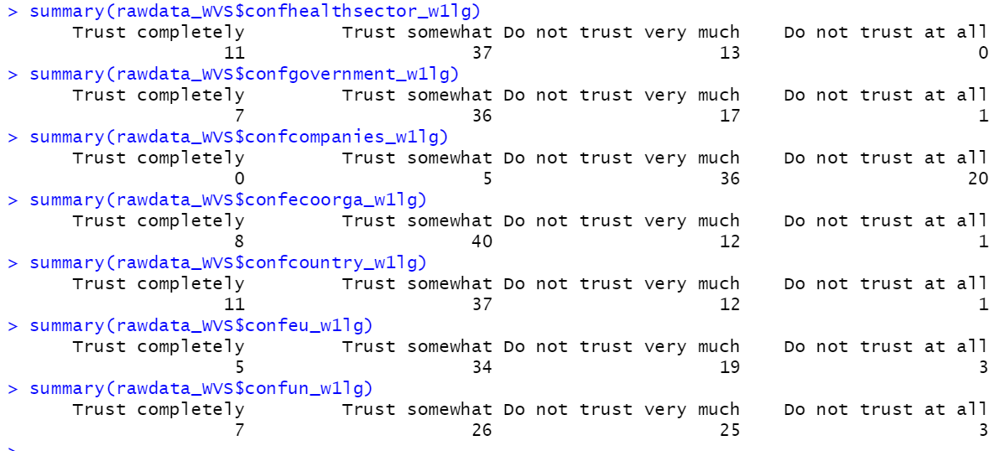 > summary(rawdata_WVS$confhealthsector_w1lg)
Trust completely Trust somewhat Do not trust very much Do not trust at all
11 37 13 0
> summary(rawdata_WVS$confgovernment_w1lg)
Trust completely Trust somewhat Do not trust very much Do not trust at all
7 36 17 1
> summary(rawdata_WVS$confcompanies_w1lg)
Trust completely Trust somewhat Do not trust very much Do not trust at all
0 5 36 20
> summary(rawdata_WVS$confecoorga_w1lg)
Trust completely Trust somewhat Do not trust very much Do not trust at all
8 40 12 1
> summary(rawdata_WVS$confcountry_w1lg)
Trust completely Trust somewhat Do not trust very much Do not trust at all
11 37 12 1
> summary(rawdata_WVS$confeu_w1lg)
Trust completely Trust somewhat Do not trust very much Do not trust at all
5 34 19 3
> summary(rawdata_WVS$confun_w1lg)
Trust completely Trust somewhat Do not trust very much Do not trust at all
7 26 25 3